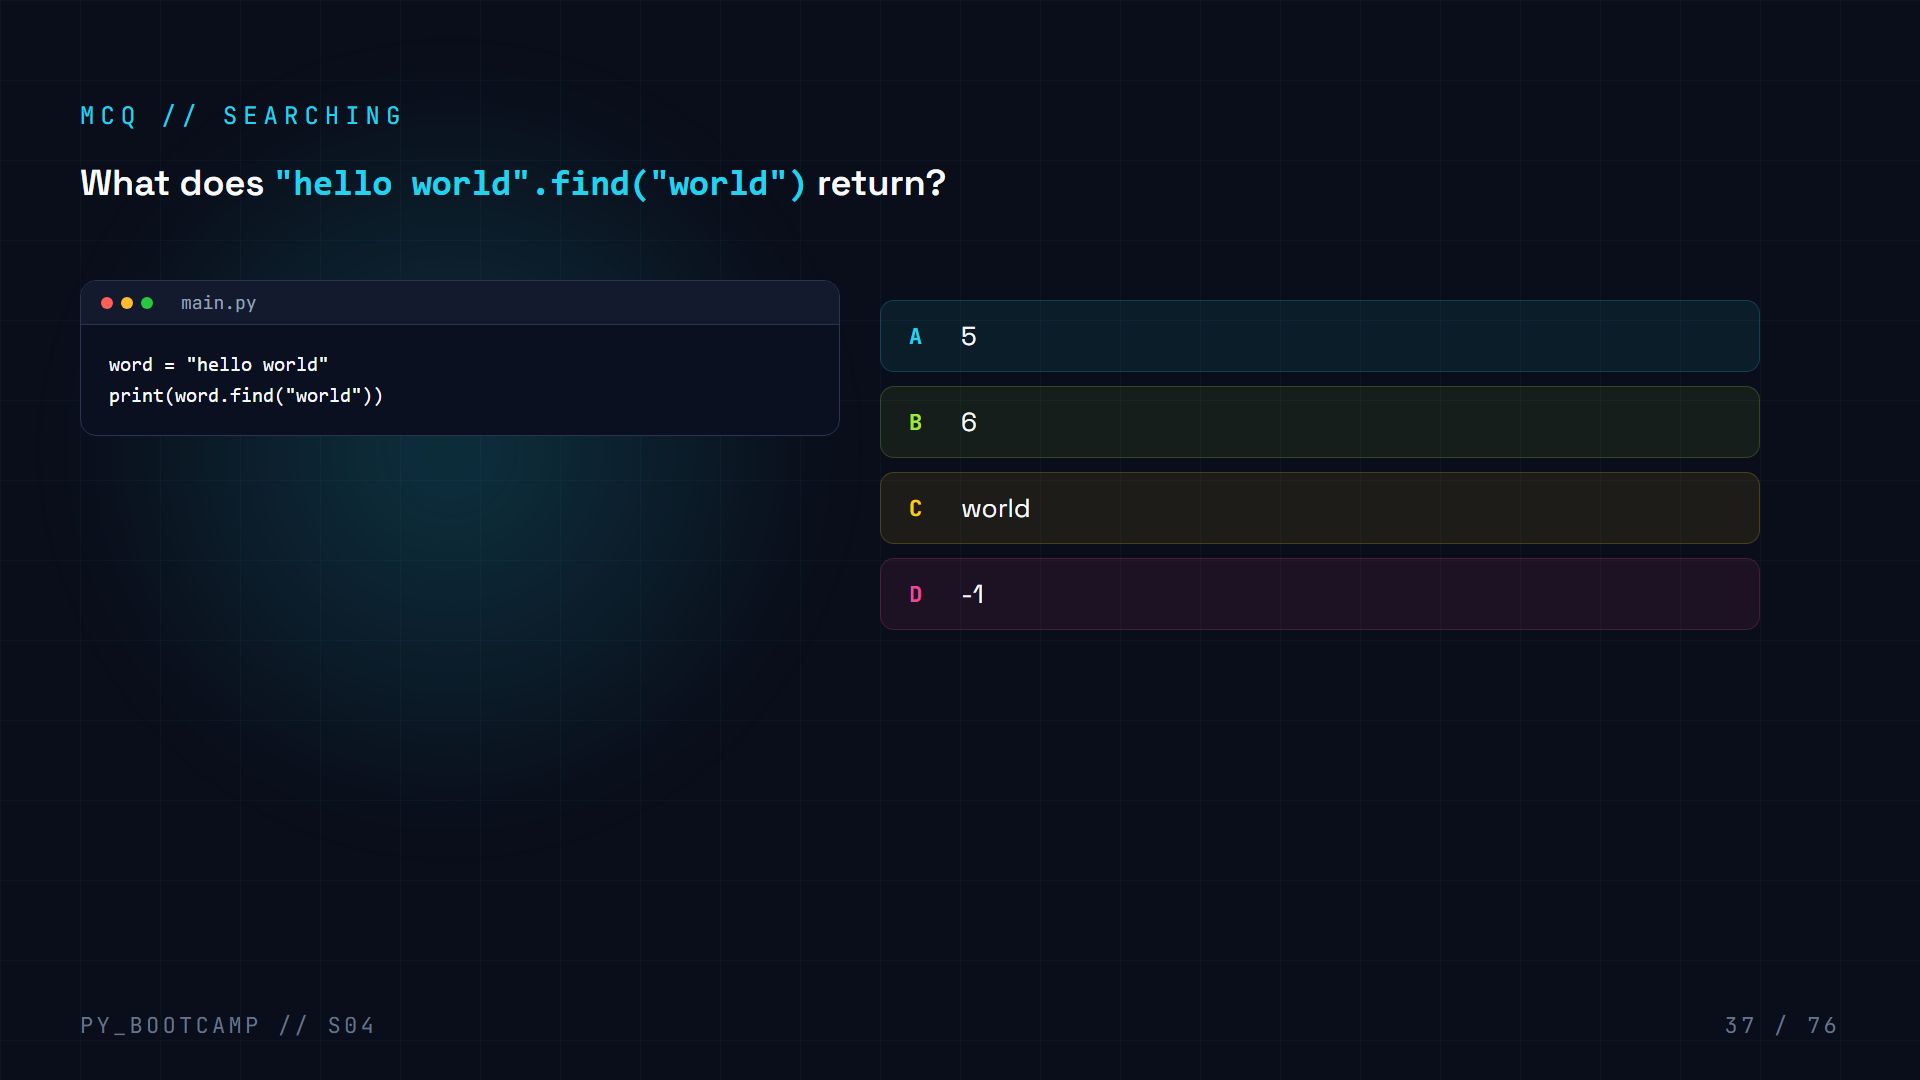 MCQ // SEARCHING
What does "hello world".find("world") return?
main.py
word = "hello world"
print(word.find("world"))
A 5
B 6
C world
D -1
PY_BOOTCAMP // S04
37 / 76